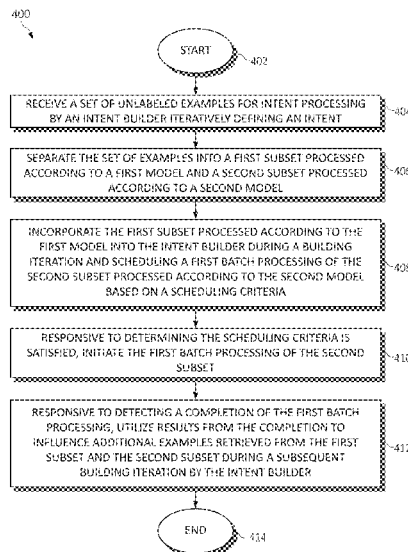 400
START
402
RECEIVE A SET OF UNLABELED EXAMPLES FOR INTENT PROCESSING
BY AN INTENT BUILDER ITERATIVELY DEFINING AN INTENT
404
SEPARATE THE SET OF EXAMPLES INTO A FIRST SUBSET PROCESSED
ACCORDING TO A FIRST MODEL AND A SECOND SUBSET PROCESSED
ACCORDING TO A SECOND MODEL
406
INCORPORATE THE FIRST SUBSET PROCESSED ACCORDING TO THE
FIRST MODEL INTO THE INTENT BUILDER DURING A BUILDING
ITERATION AND SCHEDULING A FIRST BATCH PROCESSING OF THE
SECOND SUBSET PROCESSED ACCORDING TO THE SECOND MODEL
BASED ON A SCHEDULING CRITERIA
408
RESPONSIVE TO DETERMINING THE SCHEDULING CRITERIA IS
SATISFIED, INITIATE THE FIRST BATCH PROCESSING OF THE SECOND
SUBSET
410
RESPONSIVE TO DETECTING A COMPLETION OF THE FIRST BATCH
PROCESSING, UTILIZE RESULTS FROM THE COMPLETION TO
INFLUENCE ADDITIONAL EXAMPLES RETRIEVED FROM THE FIRST
SUBSET AND THE SECOND SUBSET DURING A SUBSEQUENT
BUILDING ITERATION BY THE INTENT BUILDER
412
END
414